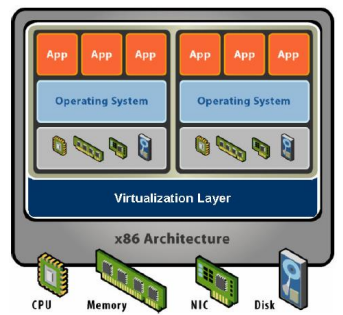 App App App App App App
Operating System Operating System
Virtualization Layer
x86 Architecture
CPU Memory NIC Disk